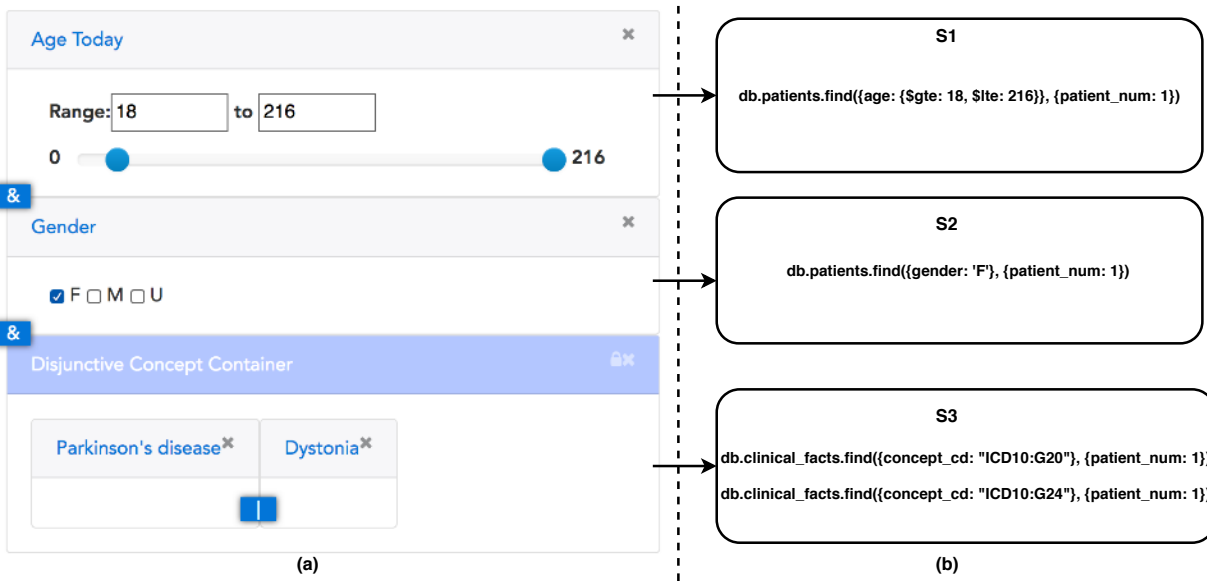 Age Today ×
Range: 18 to 216
0 216
&
Gender ×
F M U
&
Disjunctive Concept Container ×
Parkinson's disease× Dystonia×
|
(a)
S1
db.patients.find({age: {$gte: 18, $lte: 216}}, {patient_num: 1})
S2
db.patients.find({gender: 'F'}, {patient_num: 1})
S3
db.clinical_facts.find({concept_cd: "ICD10:G20"}, {patient_num: 1})
db.clinical_facts.find({concept_cd: "ICD10:G24"}, {patient_num: 1})
(b)